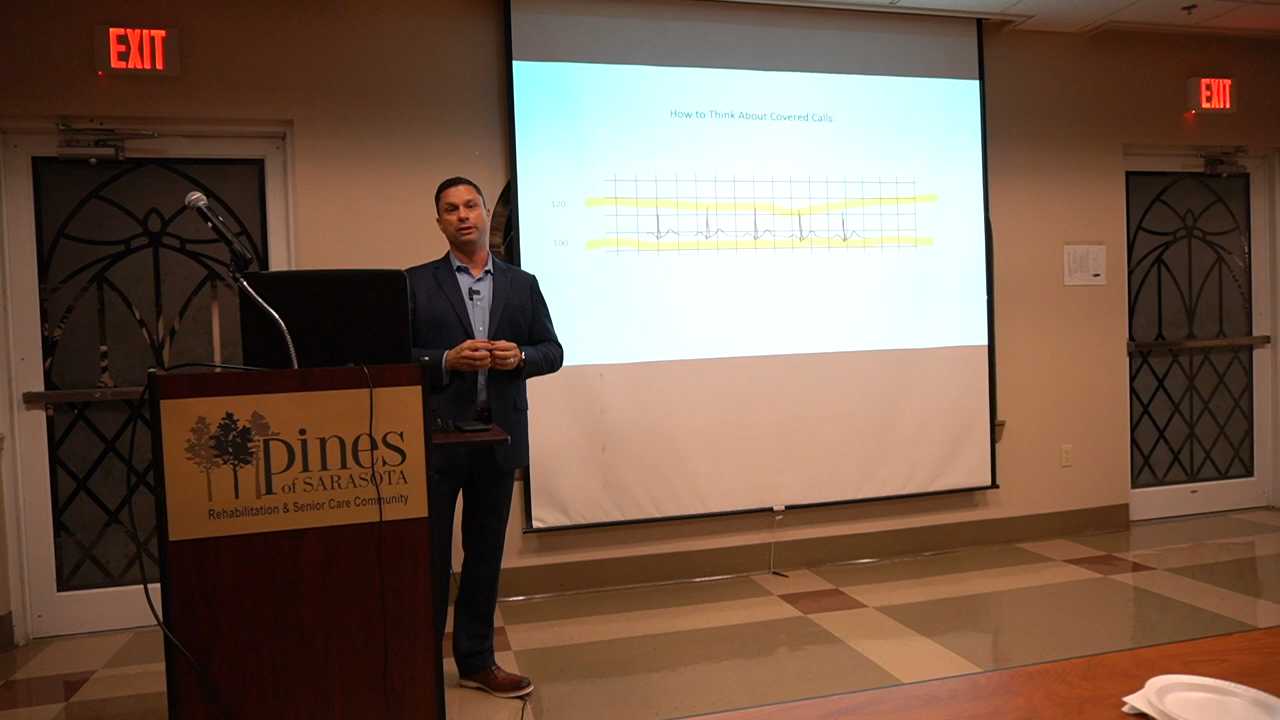 EXIT
EXIT
How to Think About Covered Calls
120
100
pines
of SARASOTA
Rehabilitation & Senior Care Community